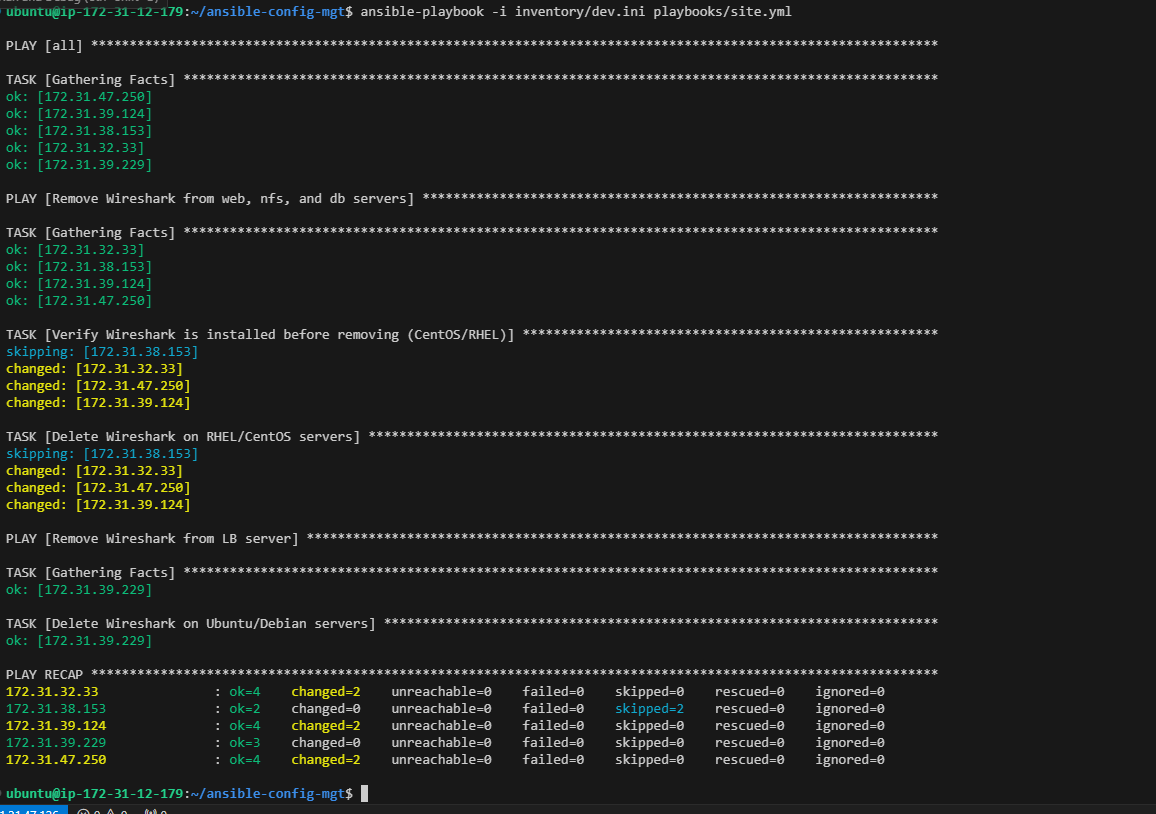 ubuntu@ip-172-31-12-179:~/ansible-config-mgt$ ansible-playbook -i inventory/dev.ini playbooks/site.yml
PLAY [all] **************************************************************************************************************
TASK [Gathering Facts] **************************************************************************************************
ok: [172.31.47.250]
ok: [172.31.39.124]
ok: [172.31.38.153]
ok: [172.31.32.33]
ok: [172.31.39.229]
PLAY [Remove Wireshark from web, nfs, and db servers] *******************************************************************
TASK [Gathering Facts] **************************************************************************************************
ok: [172.31.32.33]
ok: [172.31.38.153]
ok: [172.31.39.124]
ok: [172.31.47.250]
TASK [Verify Wireshark is installed before removing (CentOS/RHEL)] ******************************************************
skipping: [172.31.38.153]
changed: [172.31.32.33]
changed: [172.31.47.250]
changed: [172.31.39.124]
TASK [Delete Wireshark on RHEL/CentOS servers] **************************************************************************
skipping: [172.31.38.153]
changed: [172.31.32.33]
changed: [172.31.47.250]
changed: [172.31.39.124]
PLAY [Remove Wireshark from LB server] **********************************************************************************
TASK [Gathering Facts] **************************************************************************************************
ok: [172.31.39.229]
TASK [Delete Wireshark on Ubuntu/Debian servers] ************************************************************************
ok: [172.31.39.229]
PLAY RECAP **************************************************************************************************************
172.31.32.33 : ok=4 changed=2 unreachable=0 failed=0 skipped=0 rescued=0 ignored=0
172.31.38.153 : ok=2 changed=0 unreachable=0 failed=0 skipped=2 rescued=0 ignored=0
172.31.39.124 : ok=4 changed=2 unreachable=0 failed=0 skipped=0 rescued=0 ignored=0
172.31.39.229 : ok=3 changed=0 unreachable=0 failed=0 skipped=0 rescued=0 ignored=0
172.31.47.250 : ok=4 changed=2 unreachable=0 failed=0 skipped=0 rescued=0 ignored=0
ubuntu@ip-172-31-12-179:~/ansible-config-mgt$